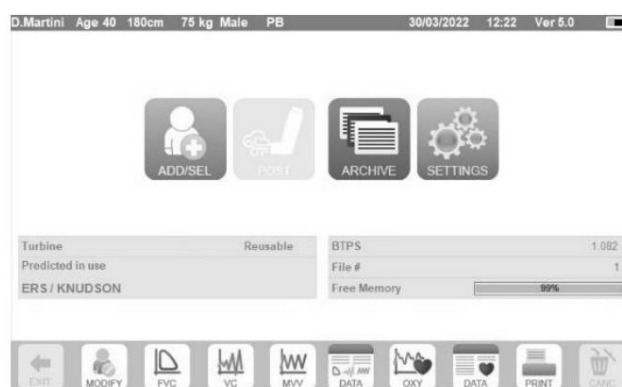 D.Martini Age 40 180cm 75 kg Male PB 30/03/2022 12:22 Ver 5.0
ADD/SEL POST ARCHIVE SETTINGS
Turbine Reusable
Predicted in use
ERS / KNUDSON
BTPS 1.082
File # 1
Free Memory 99%
EXIT MODIFY FVC VC MVV DATA OXY DATA PRINT CANC